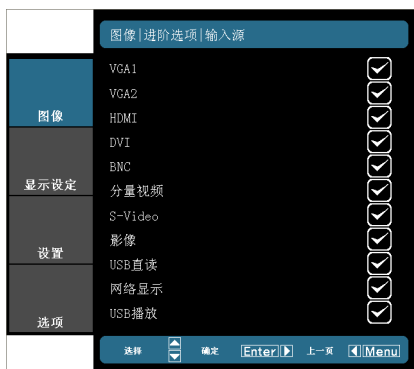 图像|进阶选项|输入源
VGA1
VGA2
HDMI
DVI
BNC
分量视频
S-Video
影像
USB直读
网络显示
USB播放
图像
显示设定
设置
选项
选择 确定 Enter 上一页 Menu